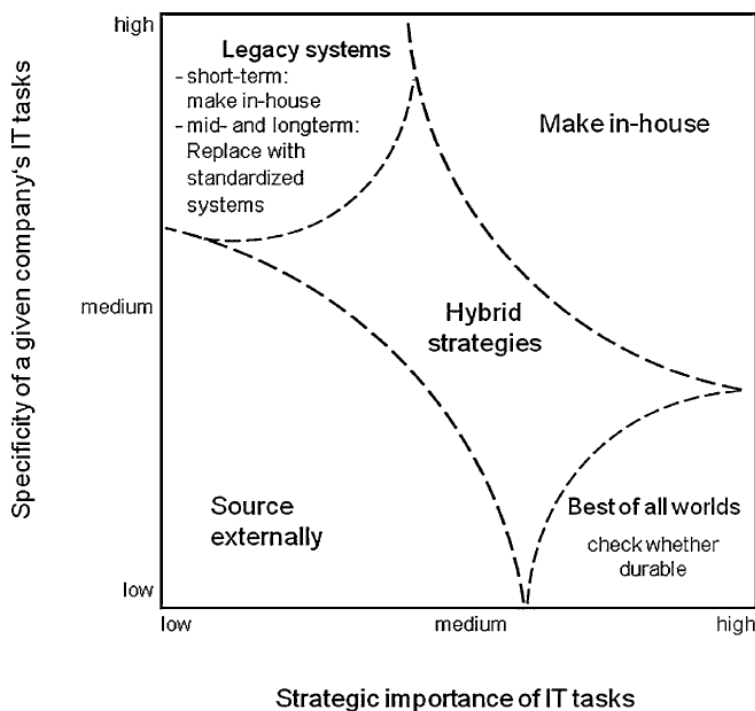 high
Legacy systems
- short-term:
make in-house
- mid- and longterm:
Replace with
standardized
systems
Make in-house
Specificity of a given company's IT tasks
medium
Hybrid
strategies
Source
externally
Best of all worlds
check whether
durable
low
low
medium
high
Strategic importance of IT tasks